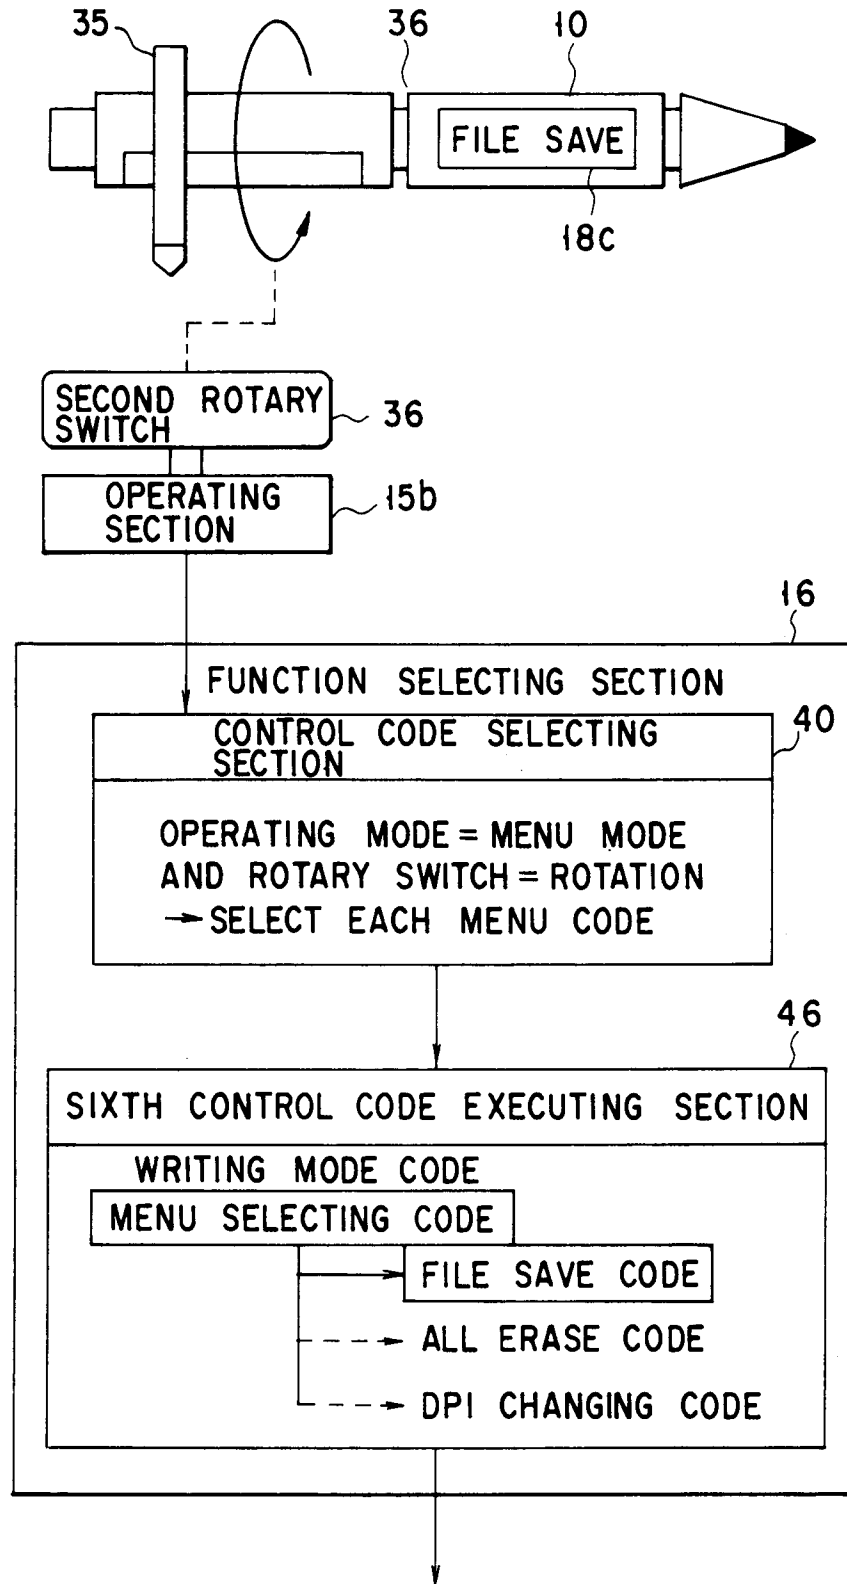 35
36
10
FILE SAVE
18c
SECOND ROTARY
SWITCH
36
OPERATING
SECTION
15b
16
FUNCTION SELECTING SECTION
40
CONTROL CODE SELECTING
SECTION
OPERATING MODE = MENU MODE
AND ROTARY SWITCH = ROTATION
→ SELECT EACH MENU CODE
46
SIXTH CONTROL CODE EXECUTING SECTION
WRITING MODE CODE
MENU SELECTING CODE
FILE SAVE CODE
ALL ERASE CODE
DPI CHANGING CODE